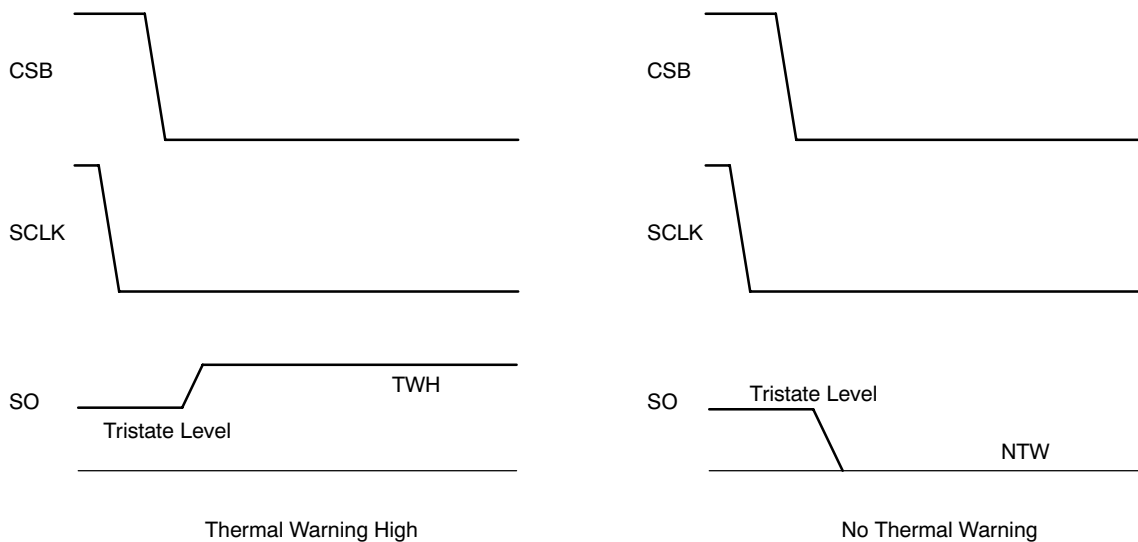 CSB
SCLK
SO
TWH
Tristate Level
Thermal Warning High
CSB
SCLK
SO
Tristate Level
NTW
No Thermal Warning